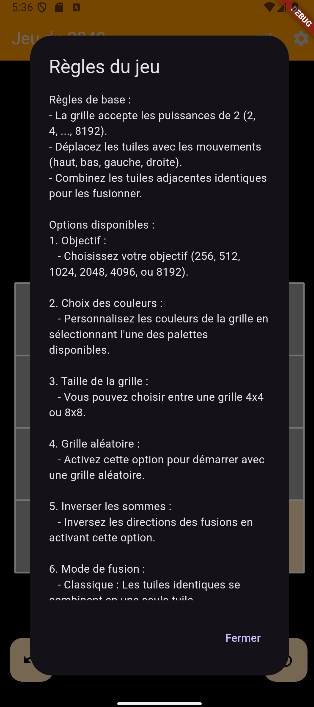 5:36
Jeu du 2048
Règles du jeu
Règles de base :
- La grille accepte les puissances de 2 (2,
4, ..., 8192).
- Déplacez les tuiles avec les mouvements
(haut, bas, gauche, droite).
- Combinez les tuiles adjacentes identiques
pour les fusionner.
Options disponibles :
1. Objectif :
- Choisissez votre objectif (256, 512,
1024, 2048, 4096, ou 8192).
2. Choix des couleurs :
- Personnalisez les couleurs de la grille en
sélectionnant l'une des palettes
disponibles.
3. Taille de la grille :
- Vous pouvez choisir entre une grille 4x4
ou 8x8.
4. Grille aléatoire :
- Activez cette option pour démarrer avec
une grille aléatoire.
5. Inverser les sommes :
- Inversez les directions des fusions en
activant cette option.
6. Mode de fusion :
- Classique : Les tuiles identiques se
combinent en une seule tuile.
Fermer